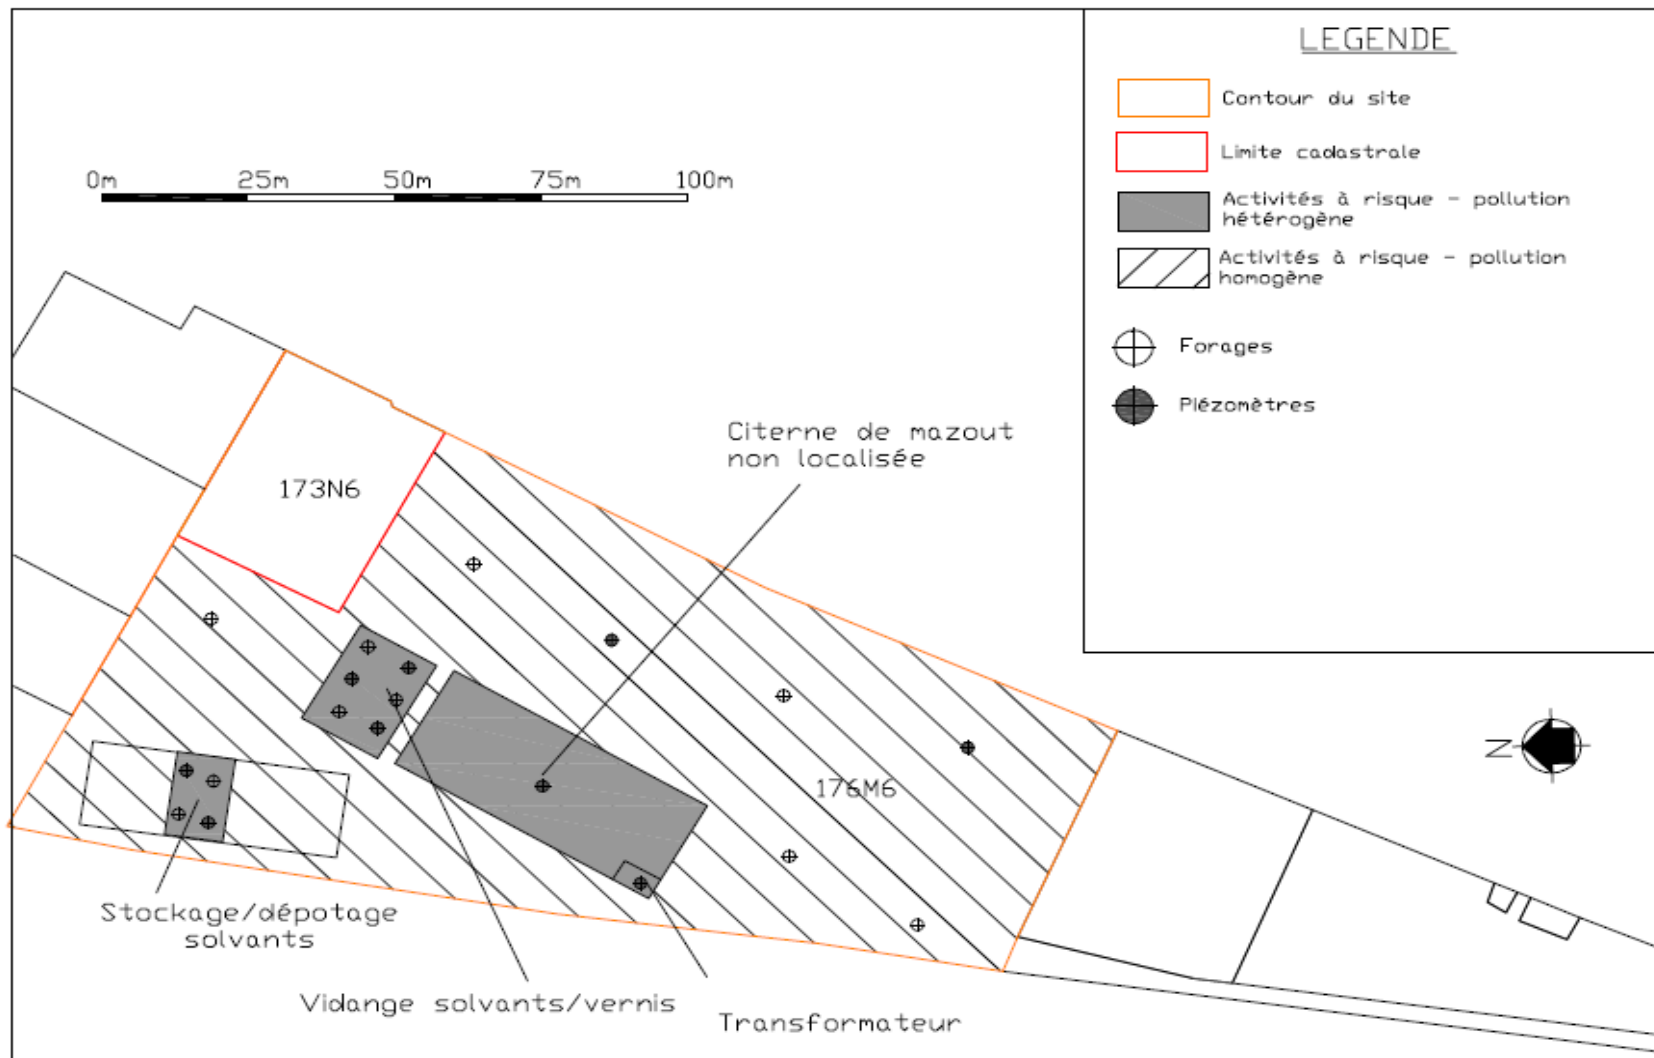 LEGENDE
Contour du site
Limite cadastrale
Activités à risque - pollution
hétérogène
Activités à risque - pollution
homogène
Forages
Piézomètres
0m 25m 50m 75m 100m
Citerne de mazout
non localisée
173N6
176M6
N
Stockage/dépotage
solvants
Vidange solvants/vernis
Transformateur